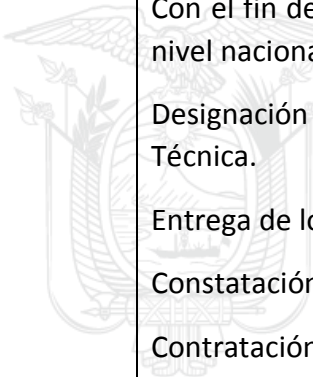 Con el fin de
nivel naciona
Designación
Técnica.
Entrega de lo
Constatación
Contratación